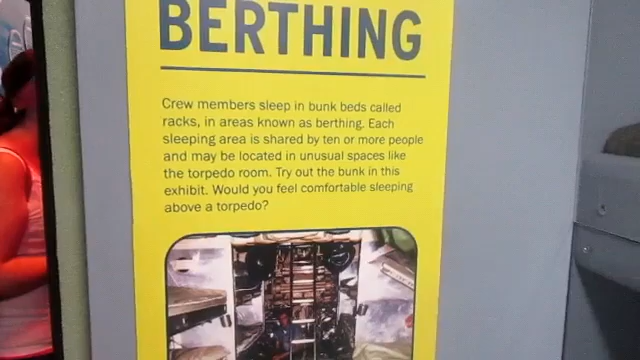 BERTHING
Crew members sleep in bunk beds called
racks, in areas known as berthing. Each
sleeping area is shared by ten or more people
and may be located in unusual spaces like
the torpedo room. Try out the bunk in this
exhibit. Would you feel comfortable sleeping
above a torpedo?